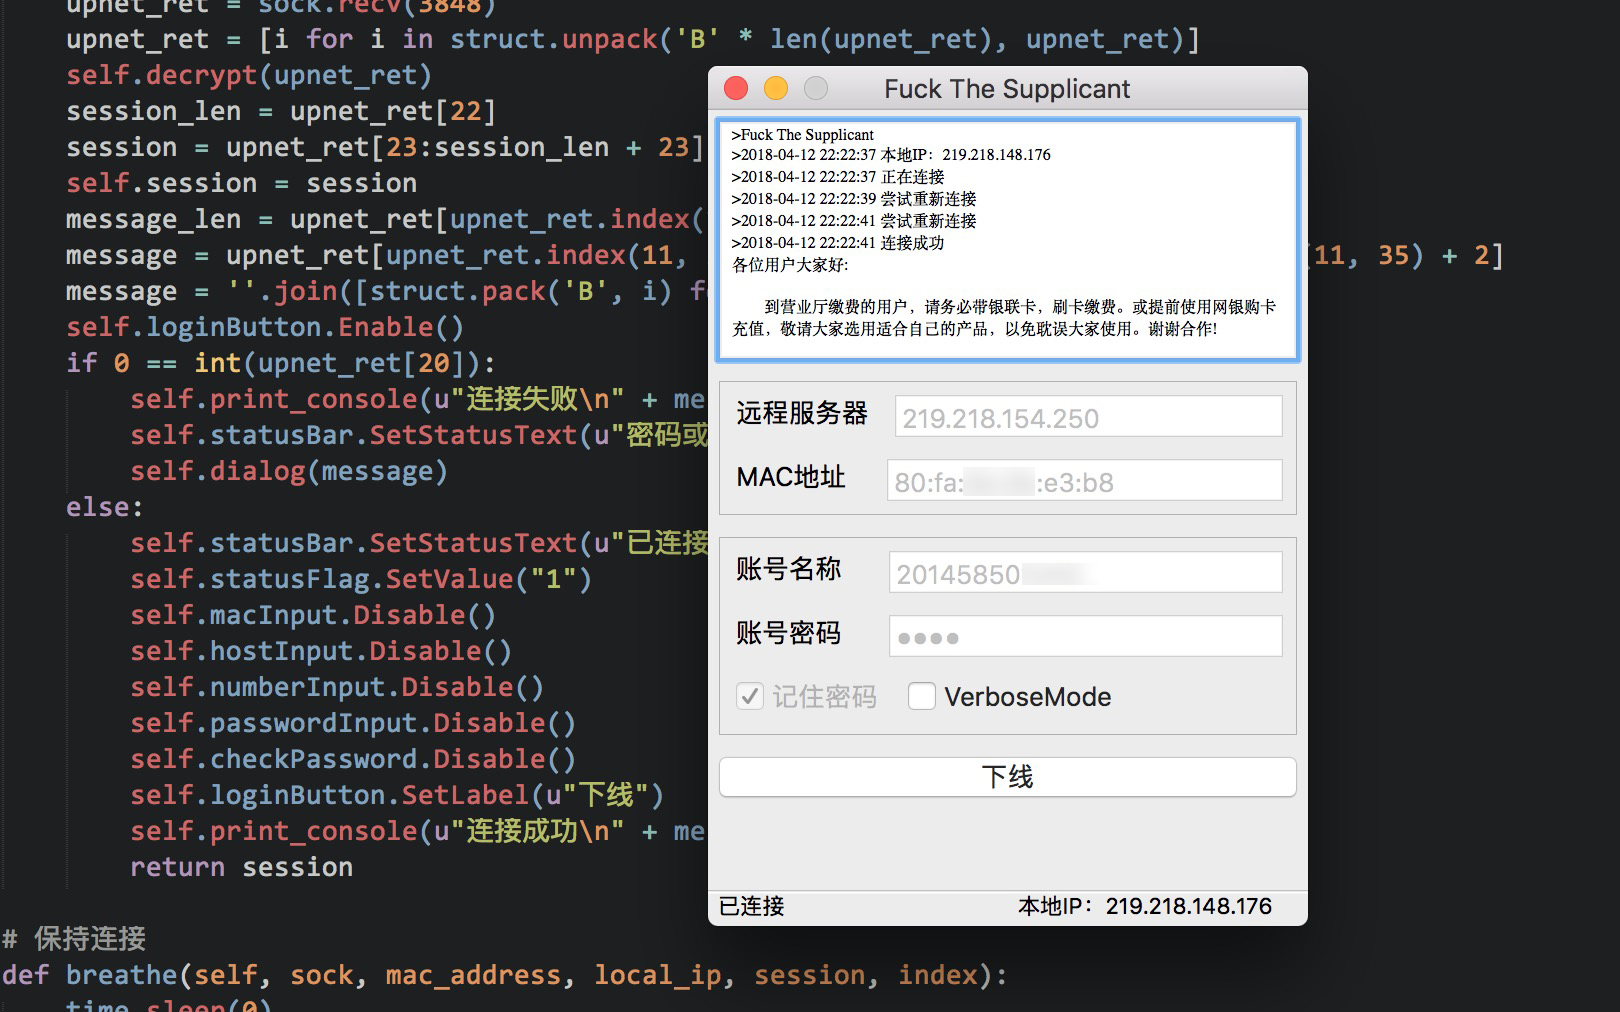 upnet_ret = sock.recv(3848)
upnet_ret = [i for i in struct.unpack('B' * len(upnet_ret), upnet_ret)]
self.decrypt(upnet_ret)
session_len = upnet_ret[22]
session = upnet_ret[23:session_len + 23]
self.session = session
message_len = upnet_ret[upnet_ret.index(
message = upnet_ret[upnet_ret.index(11, 11, 35) + 2]
message = ''.join([struct.pack('B', i) f
self.loginButton.Enable()
if 0 == int(upnet_ret[20]):
self.print_console(u"连接失败\n" + me
self.statusBar.SetStatusText(u"密码或
self.dialog(message)
else:
self.statusBar.SetStatusText(u"已连接
self.statusFlag.SetValue("1")
self.macInput.Disable()
self.hostInput.Disable()
self.numberInput.Disable()
self.passwordInput.Disable()
self.checkPassword.Disable()
self.loginButton.SetLabel(u"下线")
self.print_console(u"连接成功\n" + me
return session
# 保持连接
def breathe(self, sock, mac_address, local_ip, session, index):
time.sleep(0)
Fuck The Supplicant
>Fuck The Supplicant
>2018-04-12 22:22:37 本地IP：219.218.148.176
>2018-04-12 22:22:37 正在连接
>2018-04-12 22:22:39 尝试重新连接
>2018-04-12 22:22:41 尝试重新连接
>2018-04-12 22:22:41 连接成功
各位用户大家好:
到营业厅缴费的用户，请务必带银联卡，刷卡缴费。或提前使用网银购卡
充值，敬请大家选用适合自己的产品，以免耽误大家使用。谢谢合作!
远程服务器 219.218.154.250
MAC地址 80:fa: :e3:b8
账号名称 20145850
账号密码 ●●●●
记住密码 VerboseMode
下线
已连接 本地IP：219.218.148.176